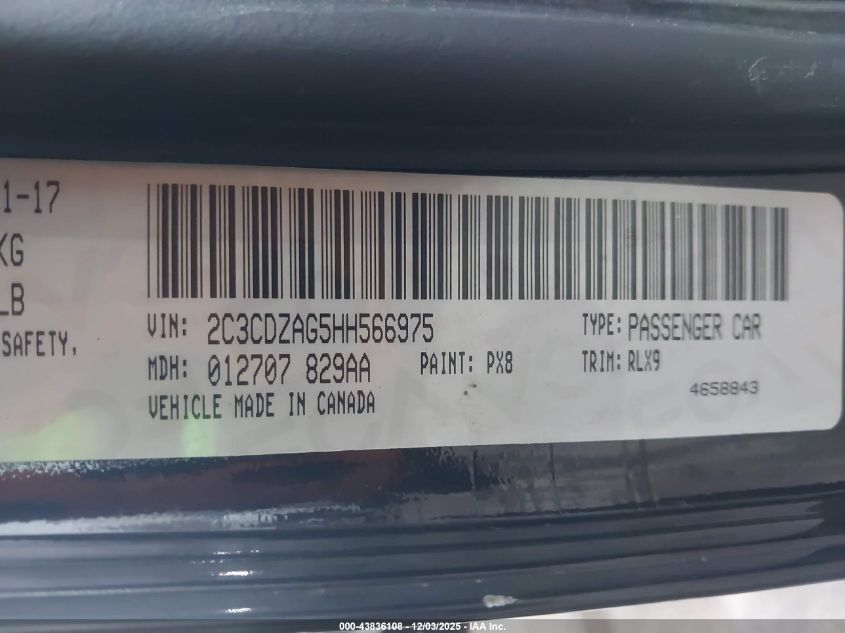 1-17
KG
LB
SAFETY,
VIN: 2C3CDZAG5HH566975
TYPE: PASSENGER CAR
MDH: 012707 829AA
PAINT: PX8
TRIM: RLX9
VEHICLE MADE IN CANADA
4658843
000-43836108 - 12/03/2025 - IAA Inc.